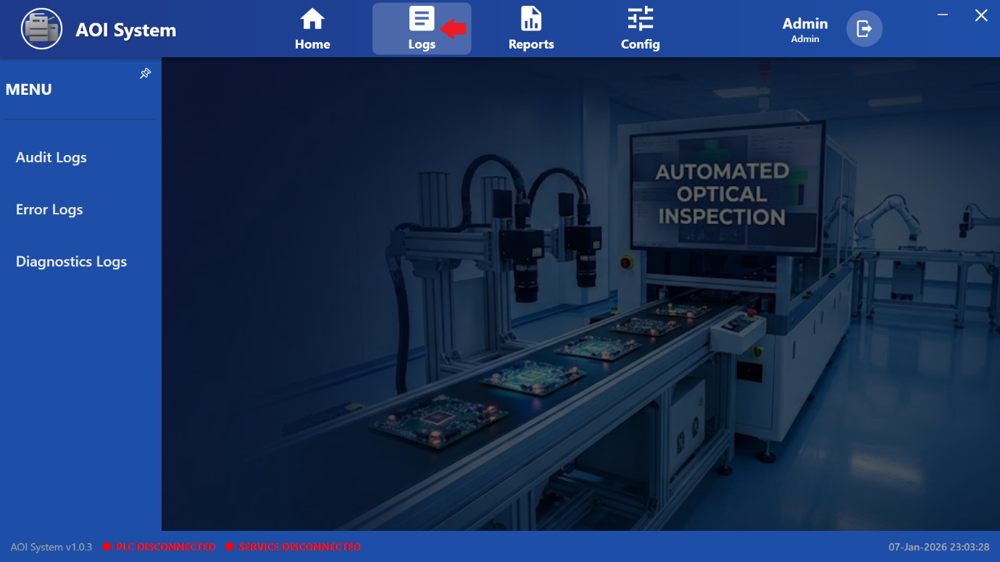 AOI System
Home
Logs
Reports
Config
Admin
Admin
MENU
Audit Logs
Error Logs
Diagnostics Logs
AUTOMATED
OPTICAL
INSPECTION
AOI System v1.0.3
PLC DISCONNECTED
SERVICE DISCONNECTED
07-Jan-2026 23:03:28